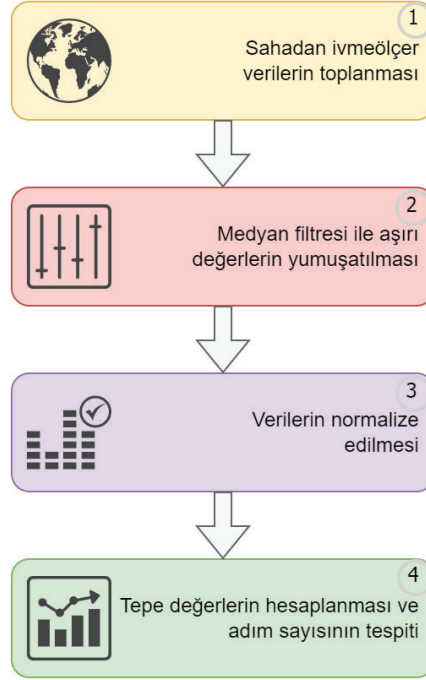 1
Sahadan ivmeölçer
verilerin toplanması
2
Medyan filtresi ile aşırı
değerlerin yumuşatılması
3
Verilerin normalize
edilmesi
4
Tepe değerlerin hesaplanması ve
adım sayısının tespiti